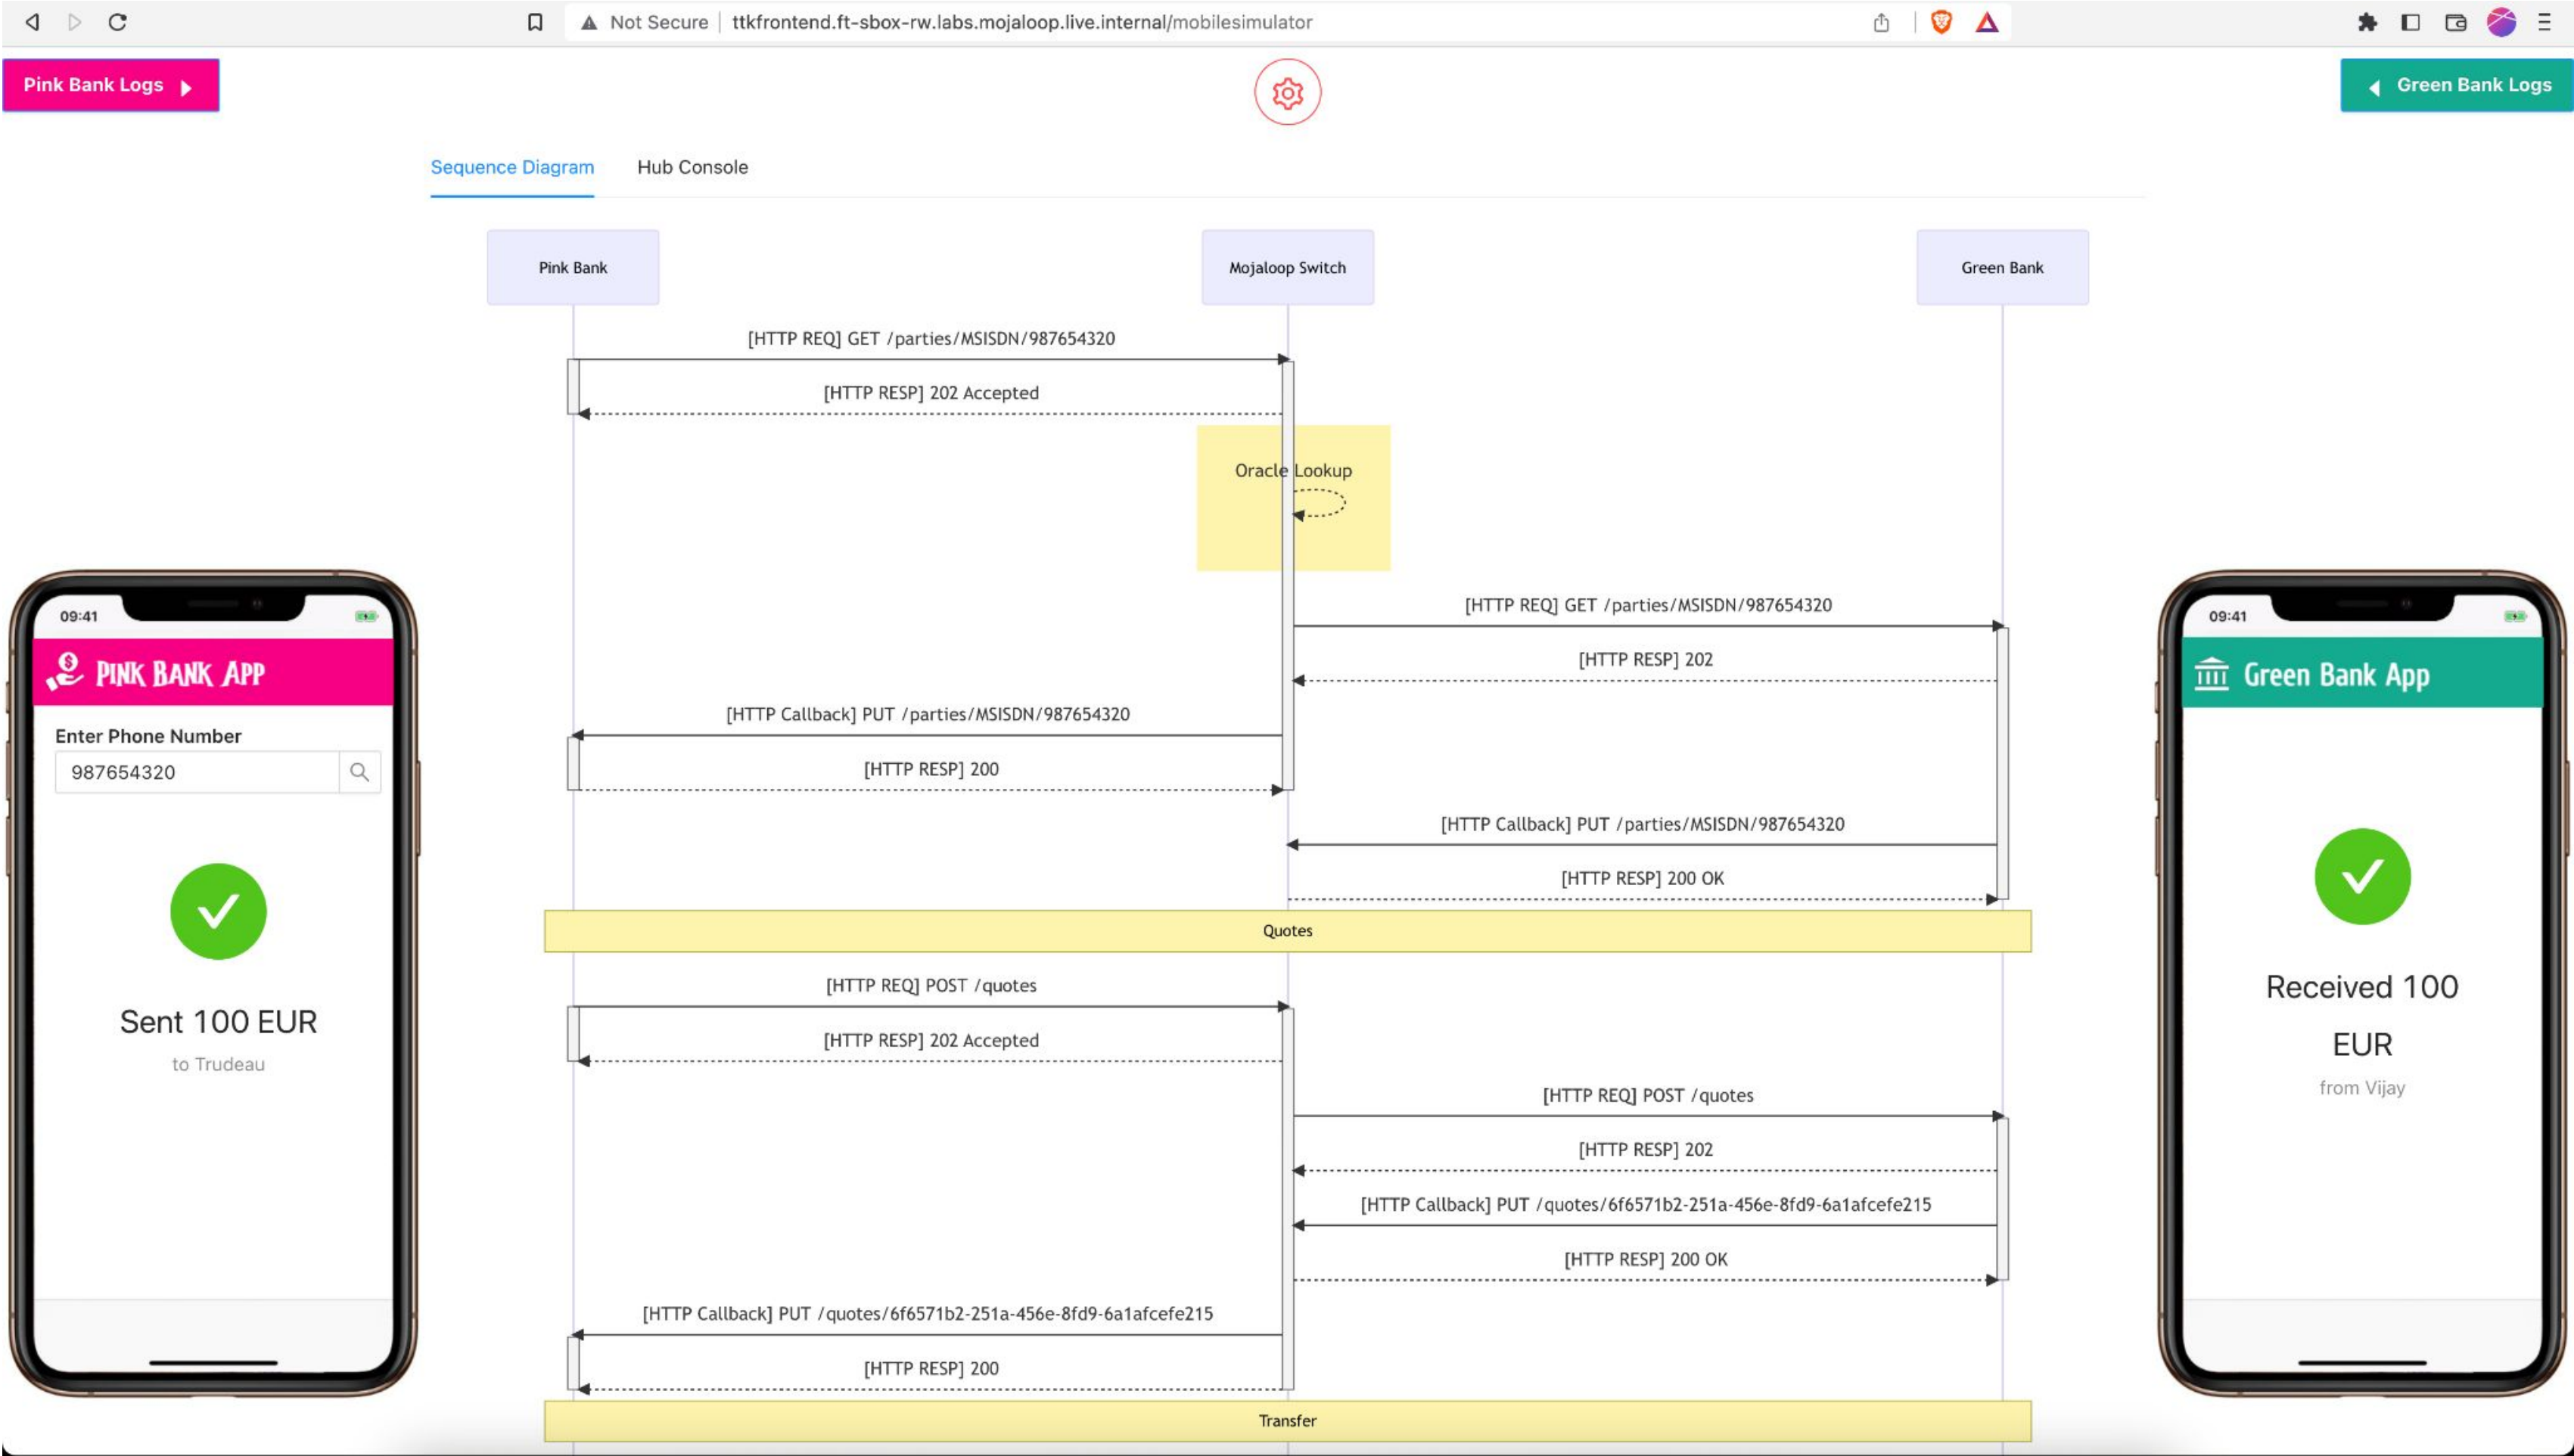 Not Secure
ttkfrontend.ft-sbox-rw.labs.mojaloop.live.internal/mobilesimulator
Pink Bank Logs
Green Bank Logs
Sequence Diagram
Hub Console
Pink Bank
Mojaloop Switch
Green Bank
[HTTP REQ] GET /parties/MSISDN/987654320
[HTTP RESP] 202 Accepted
Oracle Lookup
[HTTP REQ] GET /parties/MSISDN/987654320
[HTTP RESP] 202
[HTTP Callback] PUT /parties/MSISDN/987654320
[HTTP RESP] 200
[HTTP Callback] PUT /parties/MSISDN/987654320
[HTTP RESP] 200 OK
Quotes
[HTTP REQ] POST /quotes
[HTTP RESP] 202 Accepted
[HTTP REQ] POST /quotes
[HTTP RESP] 202
[HTTP Callback] PUT /quotes/6f6571b2-251a-456e-8fd9-6a1afcefe215
[HTTP RESP] 200 OK
[HTTP Callback] PUT /quotes/6f6571b2-251a-456e-8fd9-6a1afcefe215
[HTTP RESP] 200
Transfer
09:41
PINK BANK APP
Enter Phone Number
987654320
Sent 100 EUR
to Trudeau
09:41
Green Bank App
Received 100
EUR
from Vijay